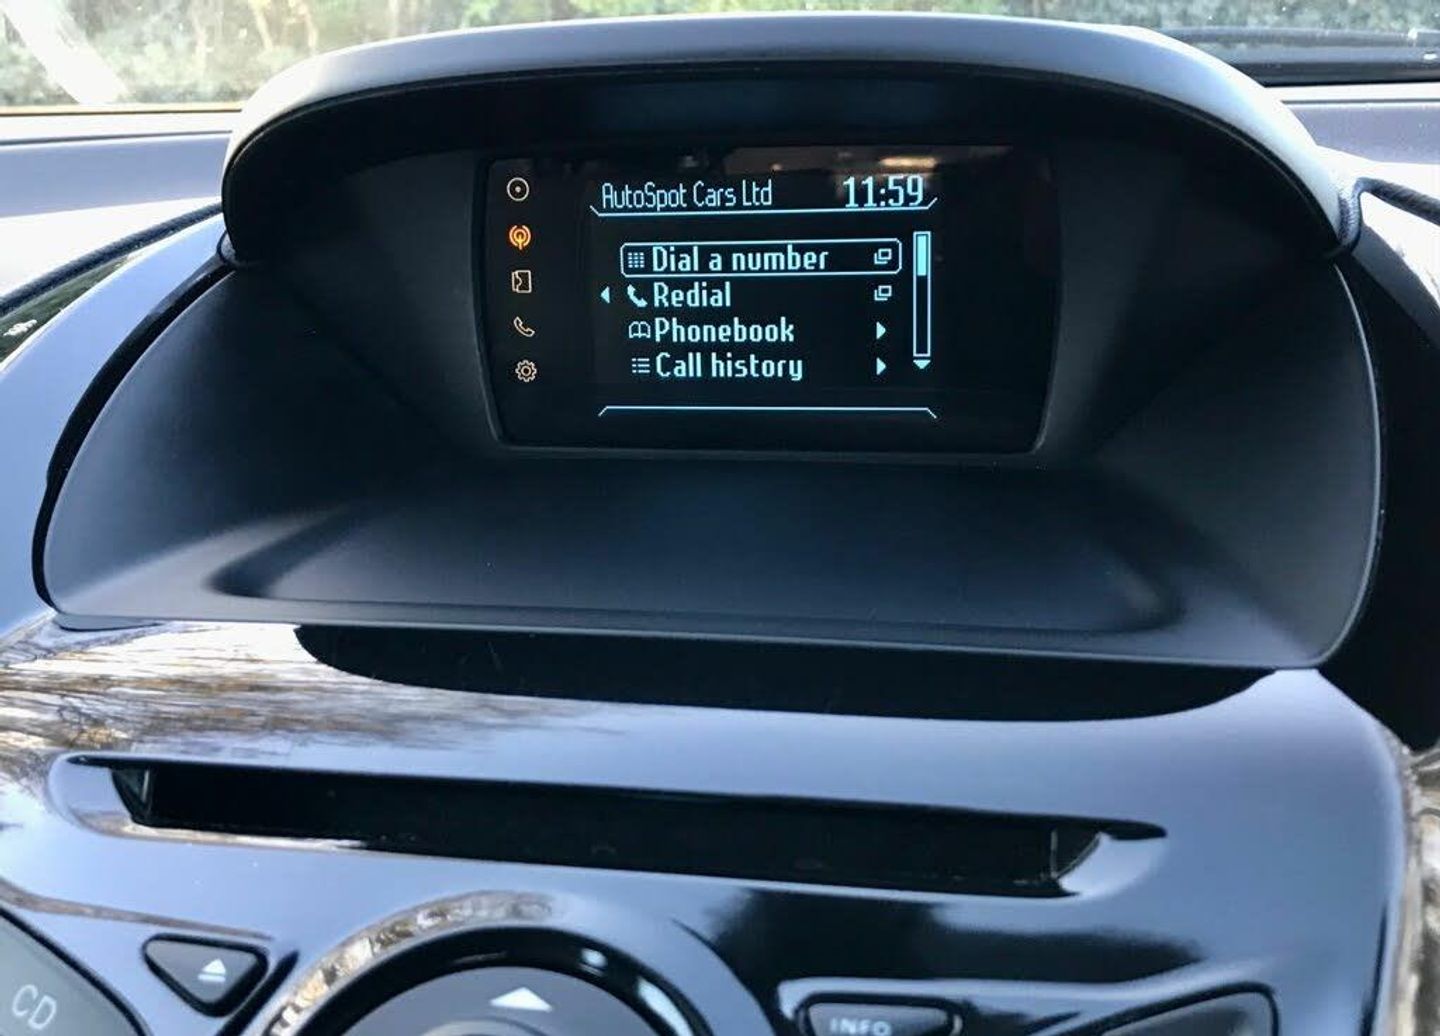 AutoSpot Cars Ltd 11:59
Dial a number
Redial
Phonebook
Call history
CD
INFO